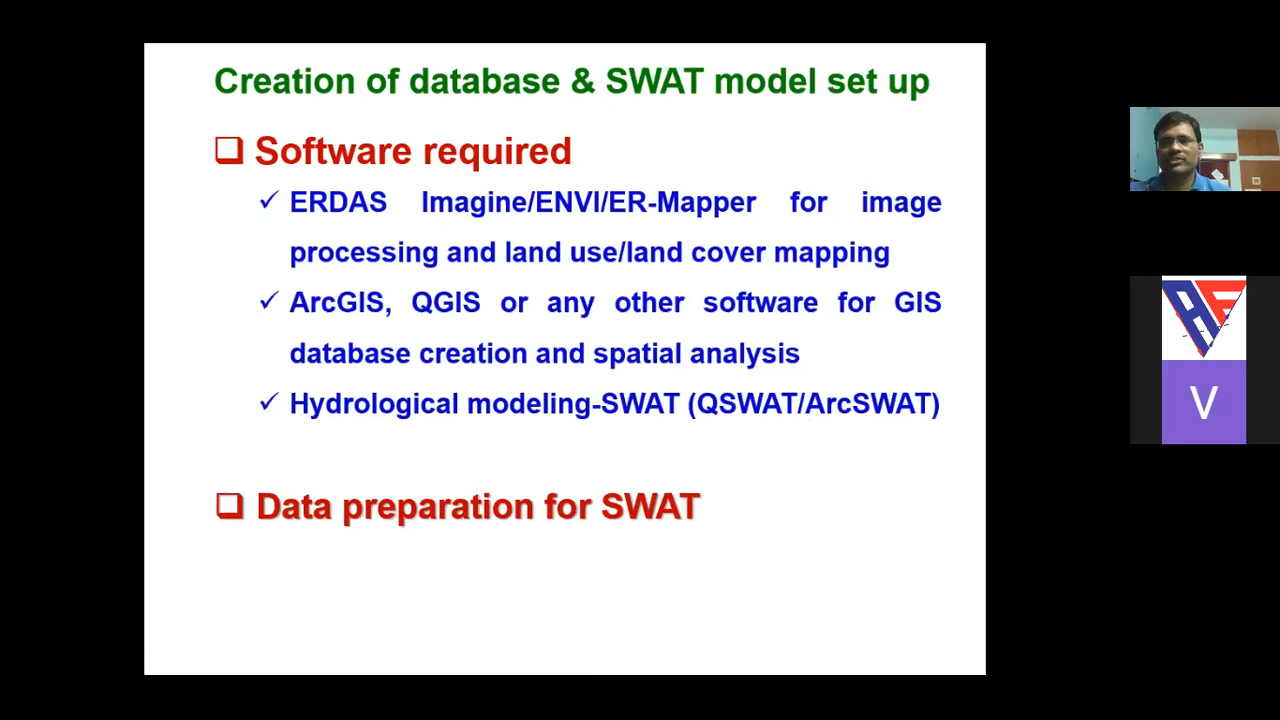 Creation of database & SWAT model set up
❑ Software required
✓ ERDAS Imagine/ENVI/ER-Mapper for image
processing and land use/land cover mapping
✓ ArcGIS, QGIS or any other software for GIS
database creation and spatial analysis
✓ Hydrological modeling-SWAT (QSWAT/ArcSWAT)
❑ Data preparation for SWAT
AF
V